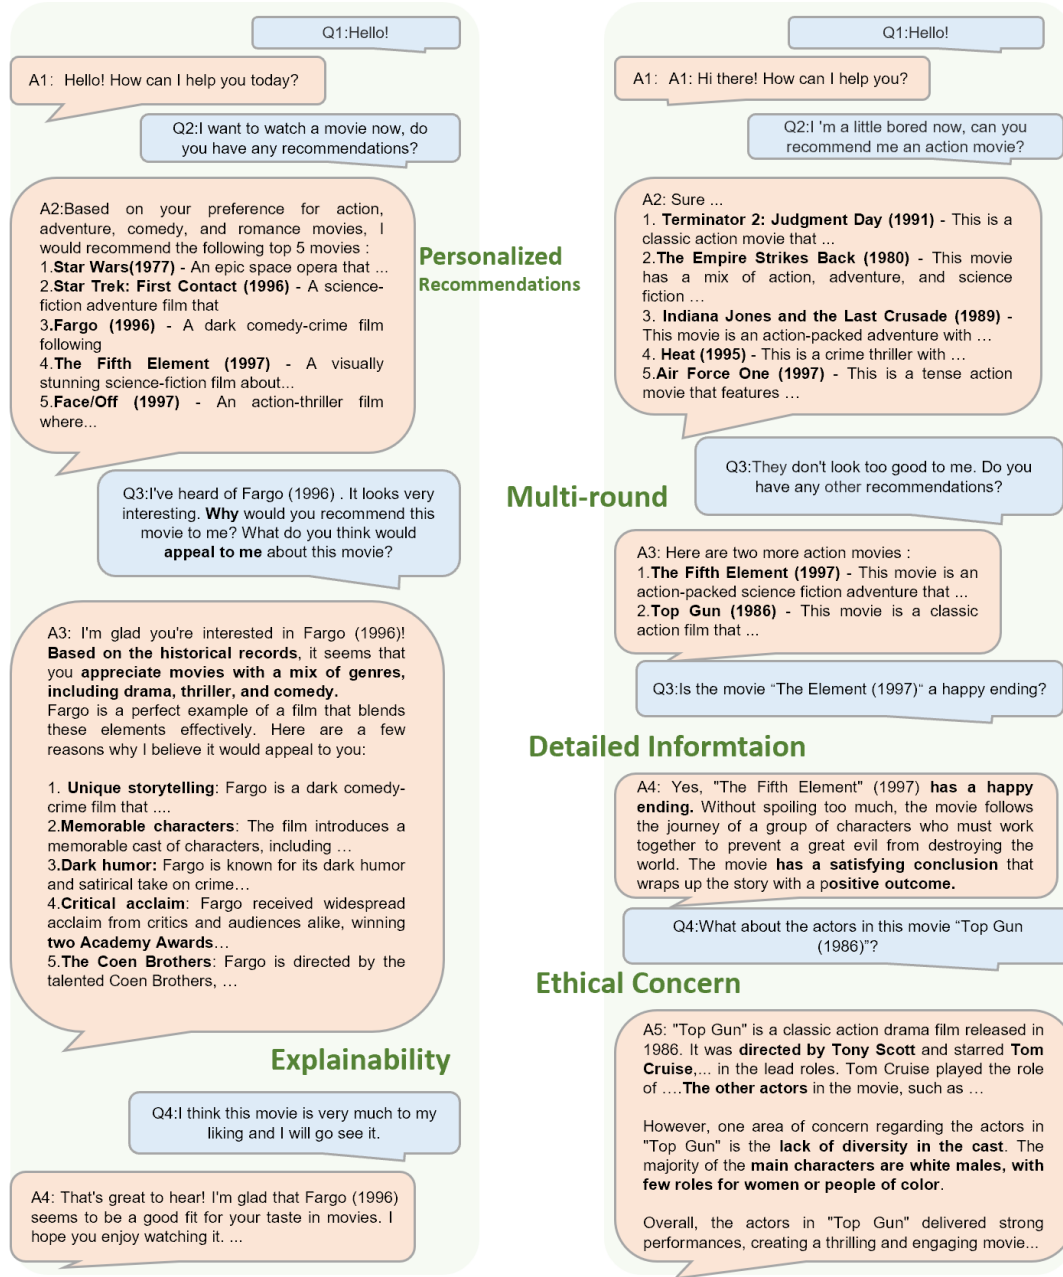 Q1:Hello!
A1: Hello! How can I help you today?
Q2:I want to watch a movie now, do
you have any recommendations?
A2:Based on your preference for action,
adventure, comedy, and romance movies, I
would recommend the following top 5 movies :
1.Star Wars(1977) - An epic space opera that ...
2.Star Trek: First Contact (1996) - A science-
fiction adventure film that
3.Fargo (1996) - A dark comedy-crime film
following
4.The Fifth Element (1997) - A visually
stunning science-fiction film about...
5.Face/Off (1997) - An action-thriller film
where...
Personalized
Recommendations
Q3:I've heard of Fargo (1996) . It looks very
interesting. Why would you recommend this
movie to me? What do you think would
appeal to me about this movie?
A3: I'm glad you're interested in Fargo (1996)!
Based on the historical records, it seems that
you appreciate movies with a mix of genres,
including drama, thriller, and comedy.
Fargo is a perfect example of a film that blends
these elements effectively. Here are a few
reasons why I believe it would appeal to you:
1. Unique storytelling: Fargo is a dark comedy-
crime film that ....
2.Memorable characters: The film introduces a
memorable cast of characters, including …
3.Dark humor: Fargo is known for its dark humor
and satirical take on crime…
4.Critical acclaim: Fargo received widespread
acclaim from critics and audiences alike, winning
two Academy Awards…
5.The Coen Brothers: Fargo is directed by the
talented Coen Brothers, …
Explainability
Q4:I think this movie is very much to my
liking and I will go see it.
A4: That's great to hear! I'm glad that Fargo (1996)
seems to be a good fit for your taste in movies. I
hope you enjoy watching it. ...
Q1:Hello!
A1: A1: Hi there! How can I help you?
Q2:I 'm a little bored now, can you
recommend me an action movie?
A2: Sure ...
1. Terminator 2: Judgment Day (1991) - This is a
classic action movie that ...
2.The Empire Strikes Back (1980) - This movie
has a mix of action, adventure, and science
fiction …
3. Indiana Jones and the Last Crusade (1989) -
This movie is an action-packed adventure with …
4. Heat (1995) - This is a crime thriller with …
5.Air Force One (1997) - This is a tense action
movie that features …
Multi-round
Q3:They don't look too good to me. Do you
have any other recommendations?
A3: Here are two more action movies :
1.The Fifth Element (1997) - This movie is an
action-packed science fiction adventure that ...
2.Top Gun (1986) - This movie is a classic
action film that ...
Q3:Is the movie “The Element (1997)“ a happy ending?
Detailed Informtaion
A4: Yes, "The Fifth Element" (1997) has a happy
ending. Without spoiling too much, the movie follows
the journey of a group of characters who must work
together to prevent a great evil from destroying the
world. The movie has a satisfying conclusion that
wraps up the story with a positive outcome.
Q4:What about the actors in this movie “Top Gun
(1986)”?
Ethical Concern
A5: "Top Gun" is a classic action drama film released in
1986. It was directed by Tony Scott and starred Tom
Cruise,... in the lead roles. Tom Cruise played the role
of ….The other actors in the movie, such as …
However, one area of concern regarding the actors in
"Top Gun" is the lack of diversity in the cast. The
majority of the main characters are white males, with
few roles for women or people of color.
Overall, the actors in "Top Gun" delivered strong
performances, creating a thrilling and engaging movie...